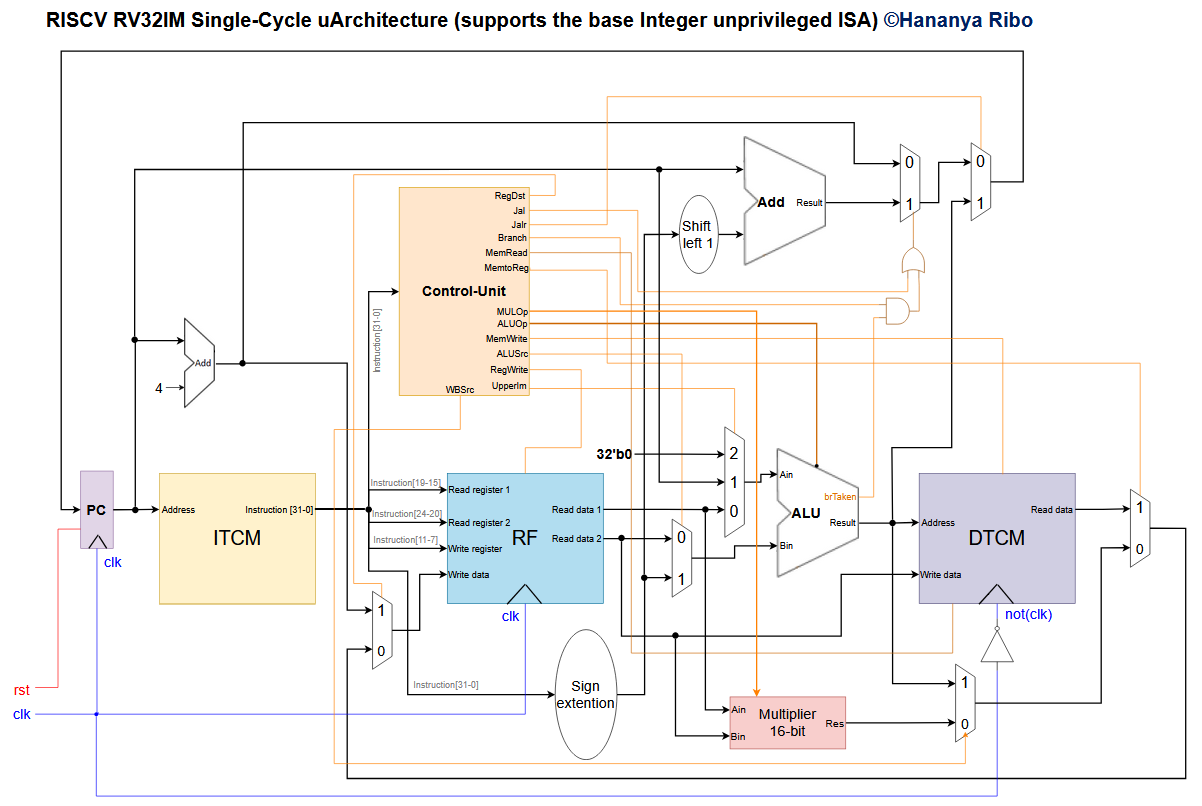 RISCV RV32IM Single-Cycle uArchitecture (supports the base Integer unprivileged ISA) ©Hananya Ribo
RegDst
Jal
Jalr
Branch
MemRead
MemtoReg
Control-Unit
MULOp
ALUOp
MemWrite
ALUSrc
RegWrite
UpperIm
WBSrc
Instruction[31-0]
Add
Result
Shift
left 1
0
1
0
1
Add
4
PC
clk
rst
clk
Address
Instruction [31-0]
ITCM
Instruction[19-15]
Instruction[24-20]
Instruction[11-7]
Read register 1
Read register 2
Write register
Write data
RF
Read data 1
Read data 2
clk
1
0
Instruction[31-0]
Sign
extention
32'b0
2
1
0
0
1
Ain
Bin
ALU
brTaken
Result
Address
Write data
DTCM
Read data
not(clk)
1
0
Ain
Bin
Multiplier
16-bit
Res
1
0